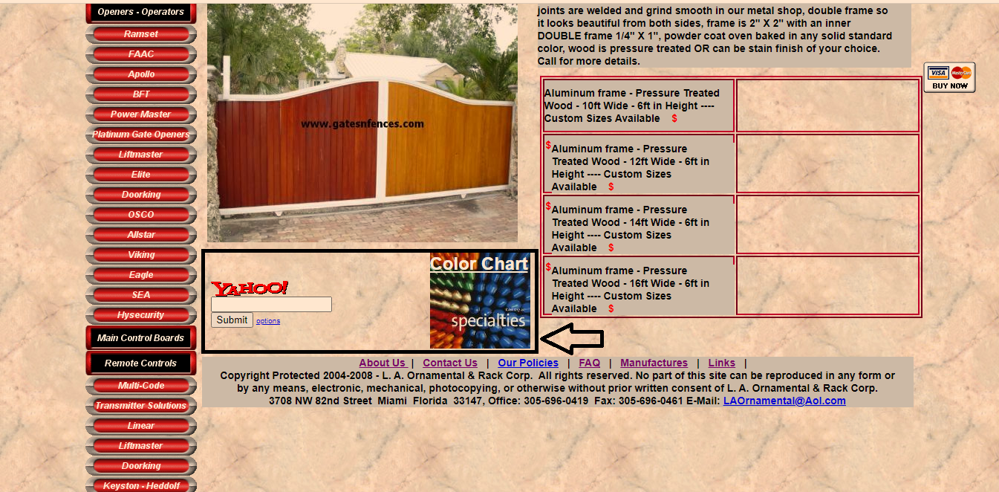 Openers - Operators
Ramset
FAAC
Apollo
BFT
Power Master
Platinum Gate Openers
Liftmaster
Elite
Doorking
OSCO
Allstar
Viking
Eagle
SEA
Hysecurity
Main Control Boards
Remote Controls
Multi-Code
Transmitter Solutions
Linear
Liftmaster
Doorking
Keyston - Heddolf
www.gatesnfences.com
YAHOO!
Submit options
Color Chart
specialties
joints are welded and grind smooth in our metal shop, double frame so
it looks beautiful from both sides, frame is 2" X 2" with an inner
DOUBLE frame 1/4" X 1", powder coat oven baked in any solid standard
color, wood is pressure treated OR can be stain finish of your choice.
Call for more details.
Aluminum frame - Pressure Treated
Wood - 10ft Wide - 6ft in Height ----
Custom Sizes Available $
$Aluminum frame - Pressure
Treated Wood - 12ft Wide - 6ft in
Height ---- Custom Sizes
Available $
$Aluminum frame - Pressure
Treated Wood - 14ft Wide - 6ft in
Height ---- Custom Sizes
Available $
$Aluminum frame - Pressure
Treated Wood - 16ft Wide - 6ft in
Height ---- Custom Sizes
Available $
VISA MasterCard
BUY NOW
About Us | Contact Us | Our Policies | FAQ | Manufactures | Links |
Copyright Protected 2004-2008 - L. A. Ornamental & Rack Corp. All rights reserved. No part of this site can be reproduced in any form or
by any means, electronic, mechanical, photocopying, or otherwise without prior written consent of L. A. Ornamental & Rack Corp.
3708 NW 82nd Street Miami Florida 33147, Office: 305-696-0419 Fax: 305-696-0461 E-Mail: LAOrnamental@Aol.com